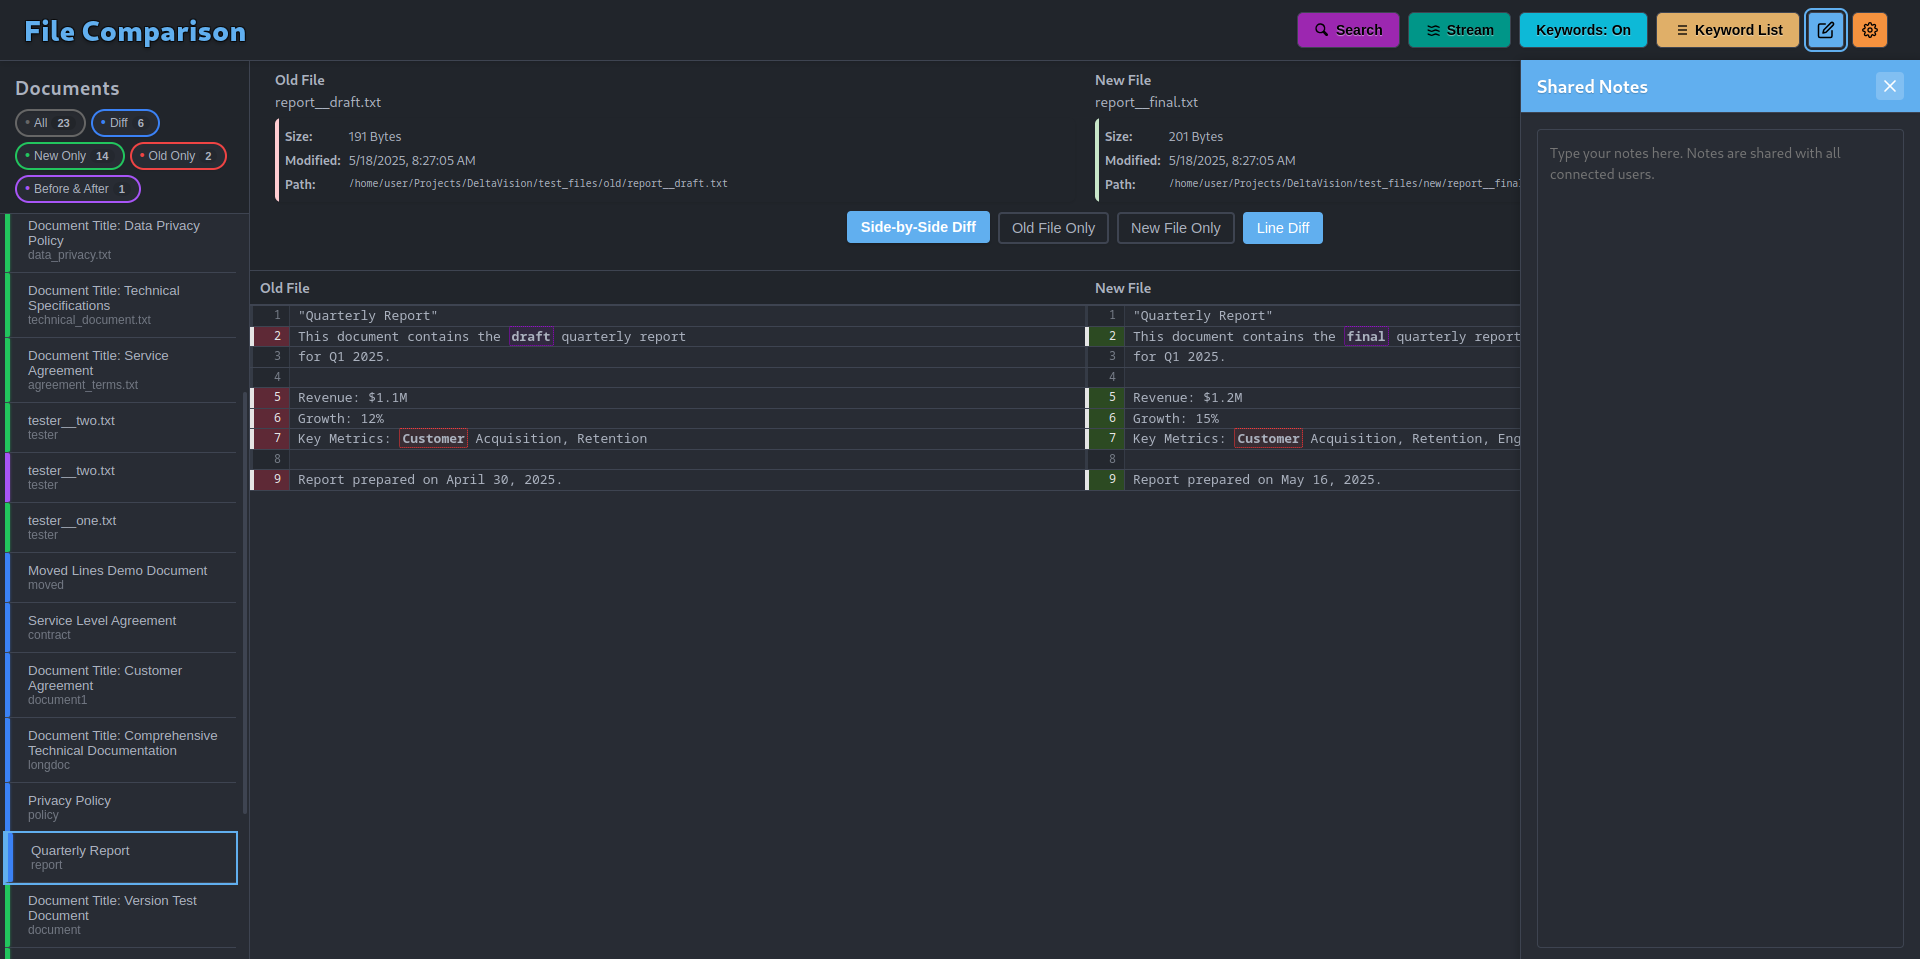 File Comparison
Search
Stream
Keywords: On
Keyword List
Documents
All 23
Diff 6
New Only 14
Old Only 2
Before & After 1
Document Title: Data Privacy
Policy
data_privacy.txt
Document Title: Technical
Specifications
technical_document.txt
Document Title: Service
Agreement
agreement_terms.txt
tester__two.txt
tester
tester__two.txt
tester
tester__one.txt
tester
Moved Lines Demo Document
moved
Service Level Agreement
contract
Document Title: Customer
Agreement
document1
Document Title: Comprehensive
Technical Documentation
longdoc
Privacy Policy
policy
Quarterly Report
report
Document Title: Version Test
Document
document
Old File
report__draft.txt
Size: 191 Bytes
Modified: 5/18/2025, 8:27:05 AM
Path: /home/user/Projects/DeltaVision/test_files/old/report__draft.txt
New File
report__final.txt
Size: 201 Bytes
Modified: 5/18/2025, 8:27:05 AM
Path: /home/user/Projects/DeltaVision/test_files/new/report__fina
Side-by-Side Diff
Old File Only
New File Only
Line Diff
Old File
1 "Quarterly Report"
2 This document contains the draft quarterly report
3 for Q1 2025.
4
5 Revenue: $1.1M
6 Growth: 12%
7 Key Metrics: Customer Acquisition, Retention
8
9 Report prepared on April 30, 2025.
New File
1 "Quarterly Report"
2 This document contains the final quarterly report
3 for Q1 2025.
4
5 Revenue: $1.2M
6 Growth: 15%
7 Key Metrics: Customer Acquisition, Retention, Eng
8
9 Report prepared on May 16, 2025.
Shared Notes
Type your notes here. Notes are shared with all
connected users.